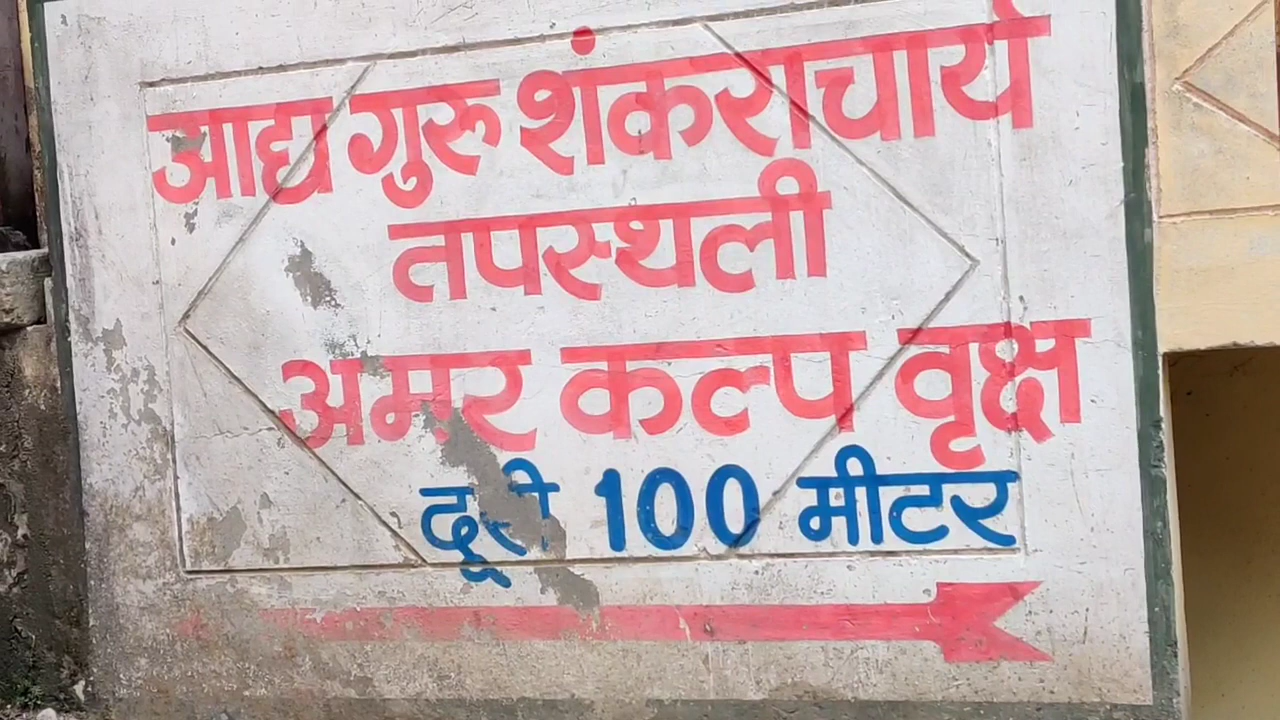 आद्य गुरु शंकराचार्य
तपस्थली
अमर कल्प वृक्ष
दूरी 100 मीटर